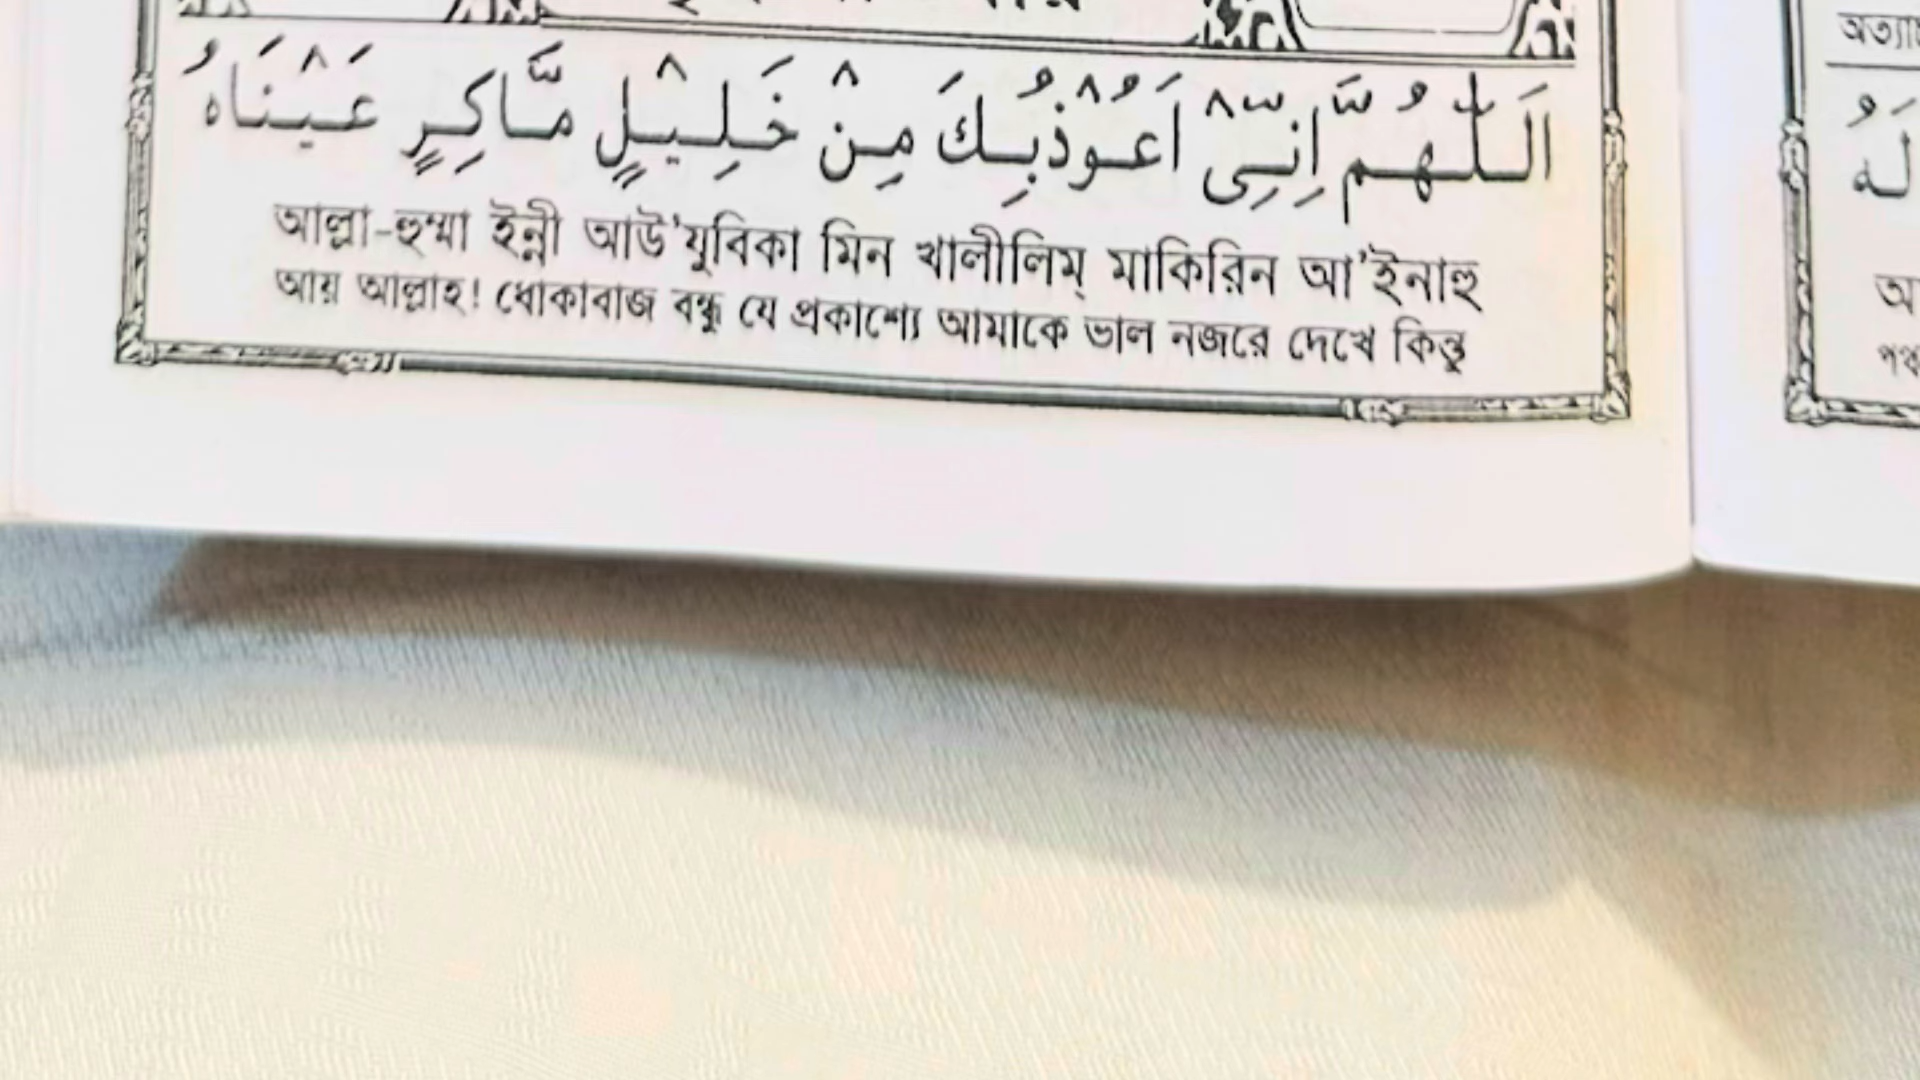 اَللّٰهُمَّ اِنِّىْۤ اَعُوْذُبِكَ مِنْ خَلِيْلٍ مَّاكِرٍ عَيْنَاهُ
আল্লা-হুম্মা ইন্নী আউ'যুবিকা মিন খালীলিম্ মাকিরিন আ'ইনাহু
আয় আল্লাহ! ধোকাবাজ বন্ধু যে প্রকাশ্যে আমাকে ভাল নজরে দেখে কিন্তু
لَهٗ